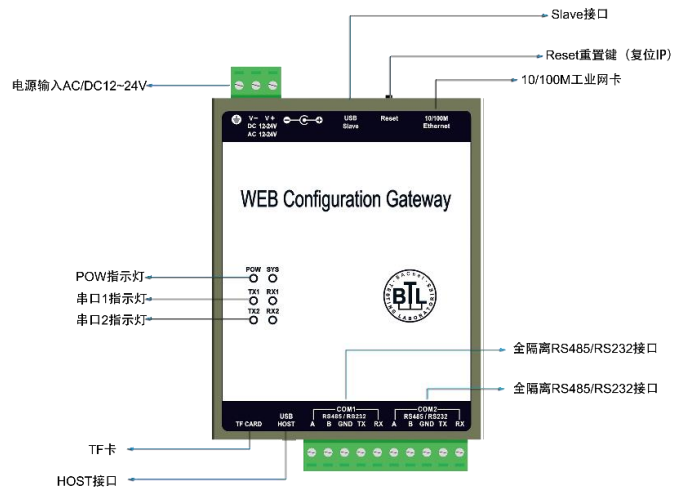 Slave接口
Reset重置键（复位IP）
10/100M工业网卡
电源输入AC/DC12~24V
V− V+
DC 12-24V
AC 12-24V
USB
Slave
Reset
10/100M
Ethernet
WEB Configuration Gateway
POW SYS
TX1 RX1
TX2 RX2
POW指示灯
串口1指示灯
串口2指示灯
BACnet
BTL
TESTING LABORATORIES
全隔离RS485/RS232接口
全隔离RS485/RS232接口
TF CARD
USB
HOST
COM1
RS485 / RS232
A B GND TX RX
COM2
RS485 / RS232
A B GND TX RX
TF卡
HOST接口